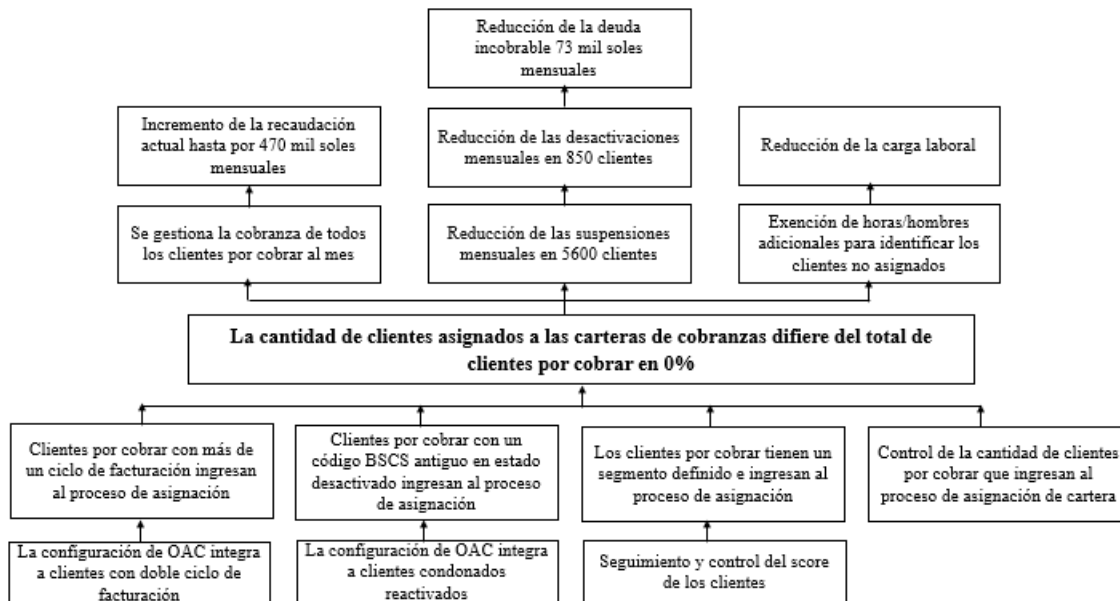 Reducción de la deuda
incobrable 73 mil soles
mensuales
Incremento de la recaudación
actual hasta por 470 mil soles
mensuales
Reducción de las desactivaciones
mensuales en 850 clientes
Reducción de la carga laboral
Se gestiona la cobranza de todos
los clientes por cobrar al mes
Reducción de las suspensiones
mensuales en 5600 clientes
Exención de horas/hombres
adicionales para identificar los
clientes no asignados
La cantidad de clientes asignados a las carteras de cobranzas difiere del total de
clientes por cobrar en 0%
Clientes por cobrar con más de
un ciclo de facturación ingresan
al proceso de asignación
Clientes por cobrar con un
código BSCS antiguo en estado
desactivado ingresan al proceso
de asignación
Los clientes por cobrar tienen un
segmento definido e ingresan al
proceso de asignación
Control de la cantidad de clientes
por cobrar que ingresan al
proceso de asignación de cartera
La configuración de OAC integra
a clientes con doble ciclo de
facturación
La configuración de OAC integra
a clientes condonados
reactivados
Seguimiento y control del score
de los clientes